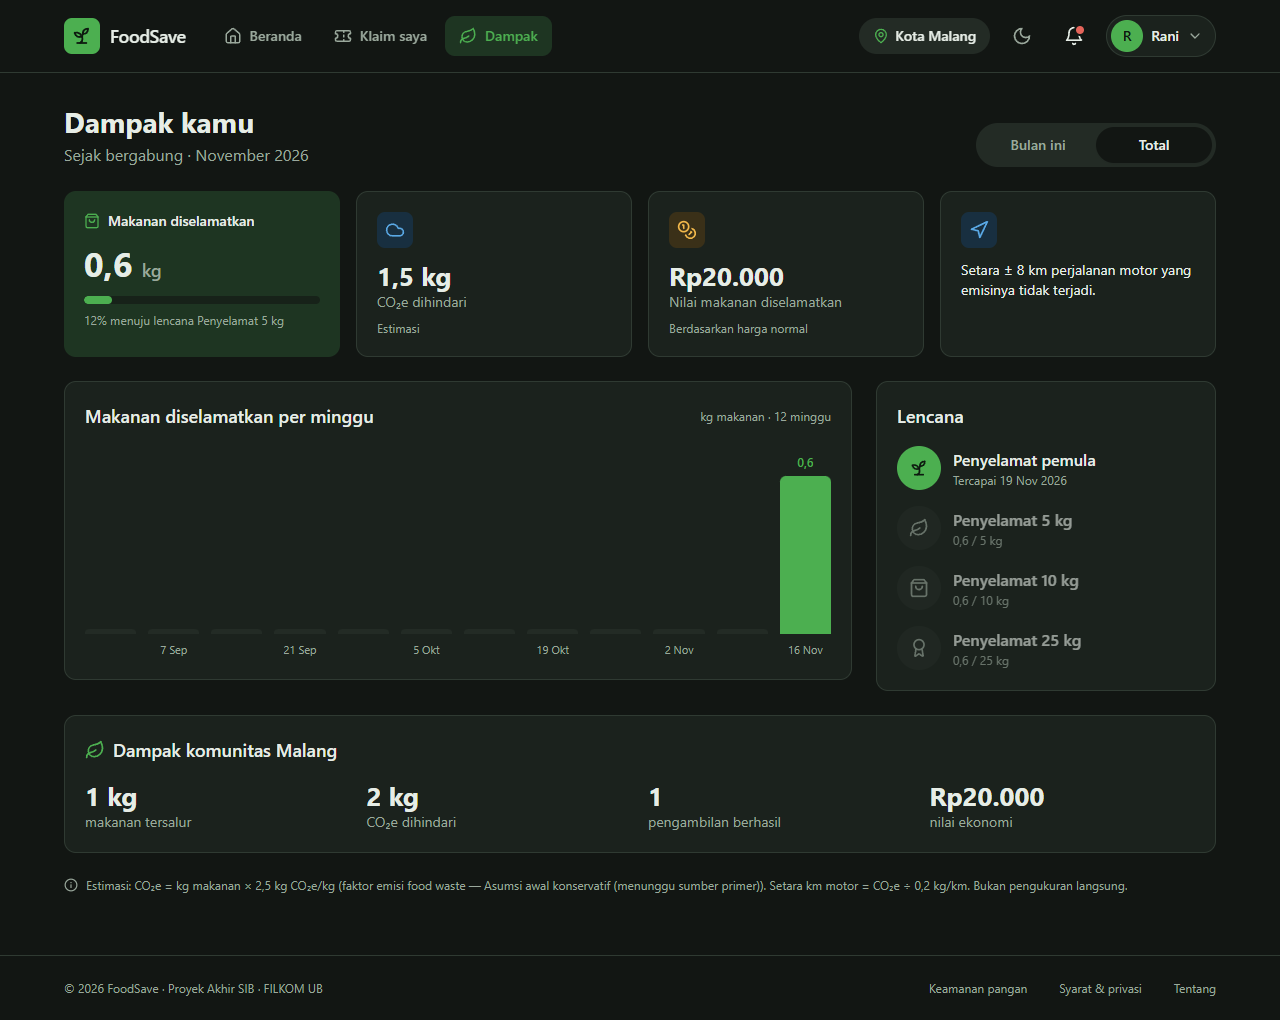 FoodSave
Beranda
Klaim saya
Dampak
Kota Malang
R
Rani
Dampak kamu
Sejak bergabung · November 2026
Bulan ini
Total
Makanan diselamatkan
0,6 kg
12% menuju lencana Penyelamat 5 kg
1,5 kg
CO₂e dihindari
Estimasi
Rp20.000
Nilai makanan diselamatkan
Berdasarkan harga normal
Setara ± 8 km perjalanan motor yang
emisinya tidak terjadi.
Makanan diselamatkan per minggu
kg makanan · 12 minggu
0,6
7 Sep
21 Sep
5 Okt
19 Okt
2 Nov
16 Nov
Lencana
Penyelamat pemula
Tercapai 19 Nov 2026
Penyelamat 5 kg
0,6 / 5 kg
Penyelamat 10 kg
0,6 / 10 kg
Penyelamat 25 kg
0,6 / 25 kg
Dampak komunitas Malang
1 kg
makanan tersalur
2 kg
CO₂e dihindari
1
pengambilan berhasil
Rp20.000
nilai ekonomi
Estimasi: CO₂e = kg makanan × 2,5 kg CO₂e/kg (faktor emisi food waste — Asumsi awal konservatif (menunggu sumber primer)). Setara km motor = CO₂e ÷ 0,2 kg/km. Bukan pengukuran langsung.
© 2026 FoodSave · Proyek Akhir SIB · FILKOM UB
Keamanan pangan
Syarat & privasi
Tentang